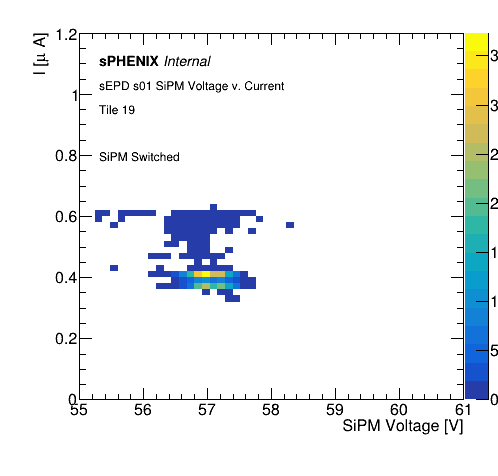 I [μ A]
1.2
1
0.8
0.6
0.4
0.2
0
sPHENIX Internal
sEPD s01 SiPM Voltage v. Current
Tile 19
SiPM Switched
55 56 57 58 59 60 61
SiPM Voltage [V]
5
0